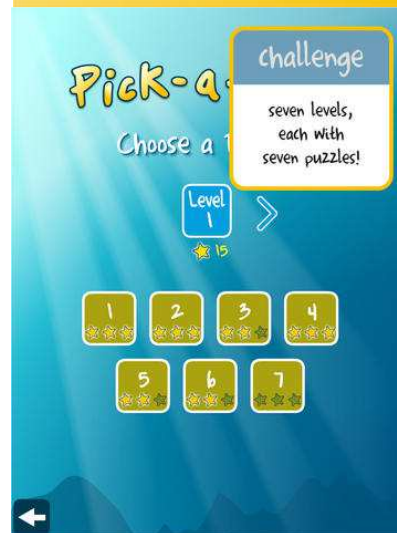 Pick-a-
challenge
seven levels,
each with
seven puzzles!
Choose a
Level
1
15
1 2 3 4
5 6 7